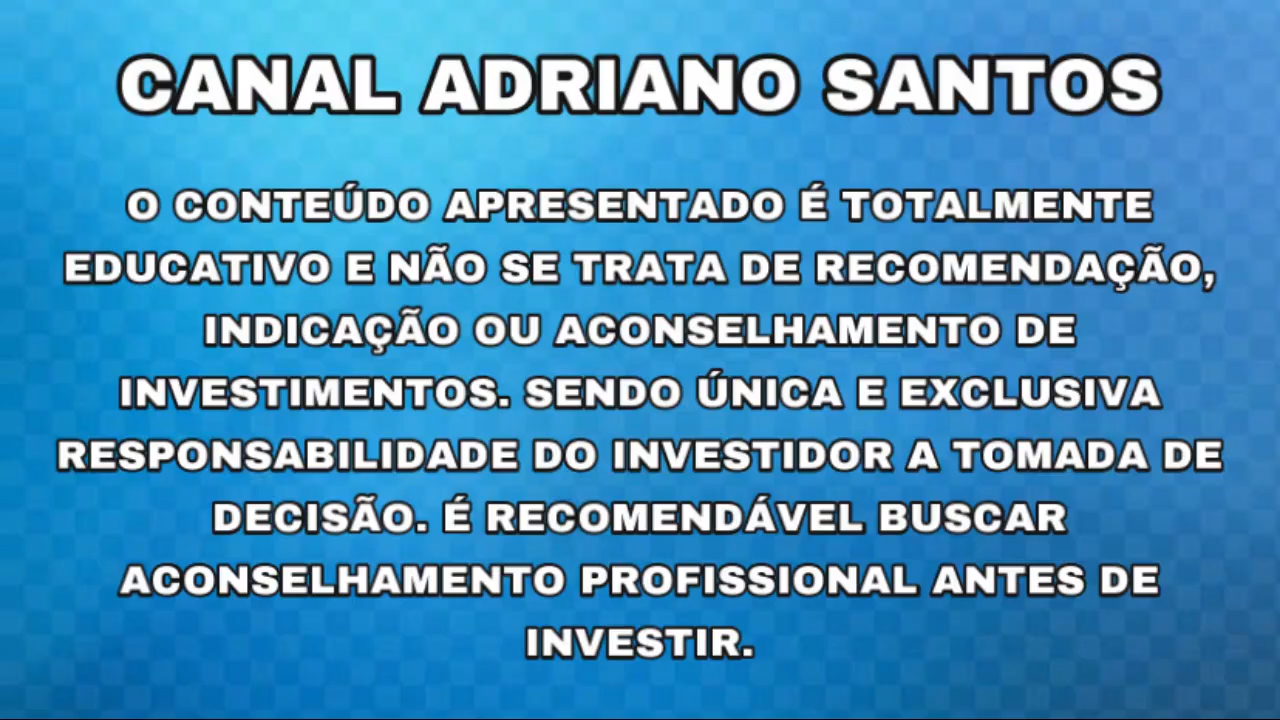 CANAL ADRIANO SANTOS
O CONTEÚDO APRESENTADO É TOTALMENTE
EDUCATIVO E NÃO SE TRATA DE RECOMENDAÇÃO,
INDICAÇÃO OU ACONSELHAMENTO DE
INVESTIMENTOS. SENDO ÚNICA E EXCLUSIVA
RESPONSABILIDADE DO INVESTIDOR A TOMADA DE
DECISÃO. É RECOMENDÁVEL BUSCAR
ACONSELHAMENTO PROFISSIONAL ANTES DE
INVESTIR.